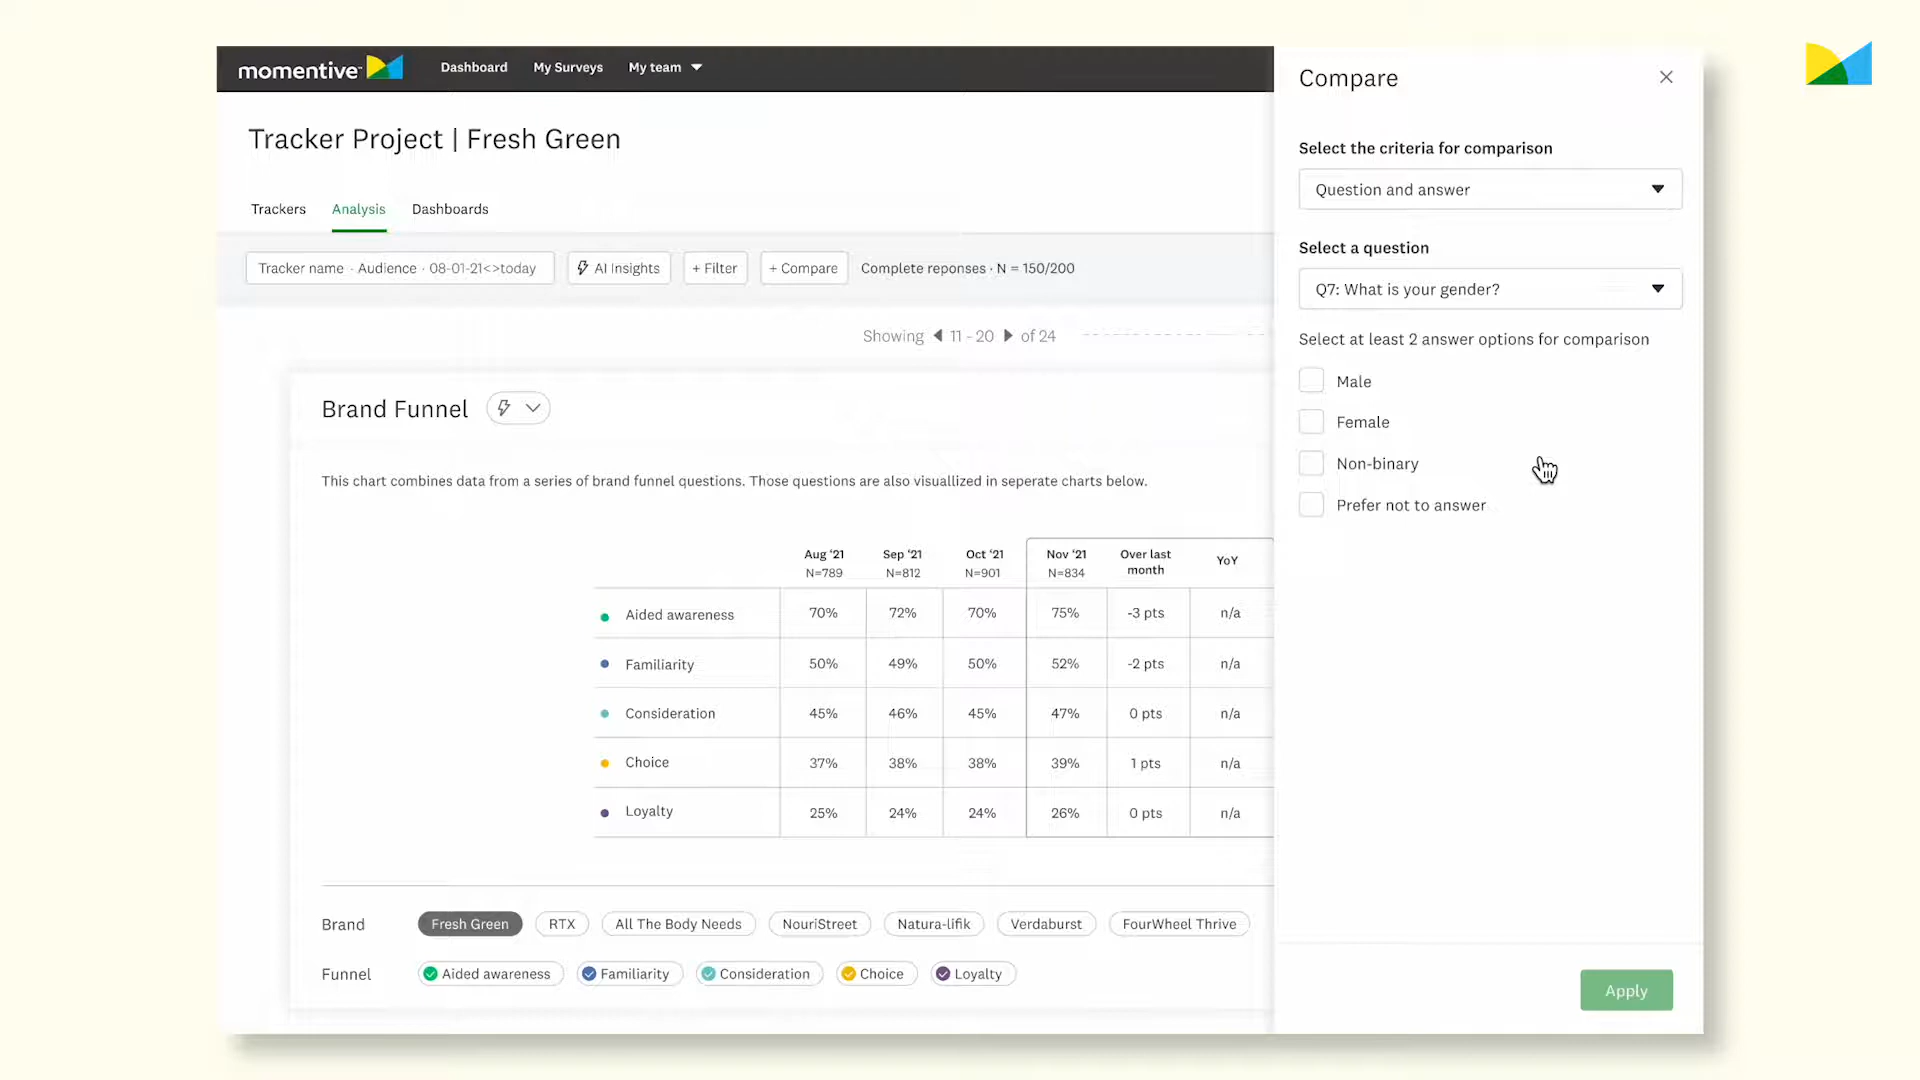 momentive
Dashboard
My Surveys
My team
Tracker Project | Fresh Green
Trackers
Analysis
Dashboards
Tracker name · Audience · 08-01-21<>today
AI Insights
+ Filter
+ Compare
Complete reponses · N = 150/200
Showing 11 - 20 of 24
Brand Funnel
This chart combines data from a series of brand funnel questions. Those questions are also visuallized in seperate charts below.
Aug '21 Sep '21 Oct '21 Nov '21 Over last month YoY
N=789 N=812 N=901 N=834
Aided awareness 70% 72% 70% 75% -3 pts n/a
Familiarity 50% 49% 50% 52% -2 pts n/a
Consideration 45% 46% 45% 47% 0 pts n/a
Choice 37% 38% 38% 39% 1 pts n/a
Loyalty 25% 24% 24% 26% 0 pts n/a
Brand Fresh Green RTX All The Body Needs NouriStreet Natura-lifik Verdaburst FourWheel Thrive
Funnel Aided awareness Familiarity Consideration Choice Loyalty
Compare
Select the criteria for comparison
Question and answer
Select a question
Q7: What is your gender?
Select at least 2 answer options for comparison
Male
Female
Non-binary
Prefer not to answer
Apply